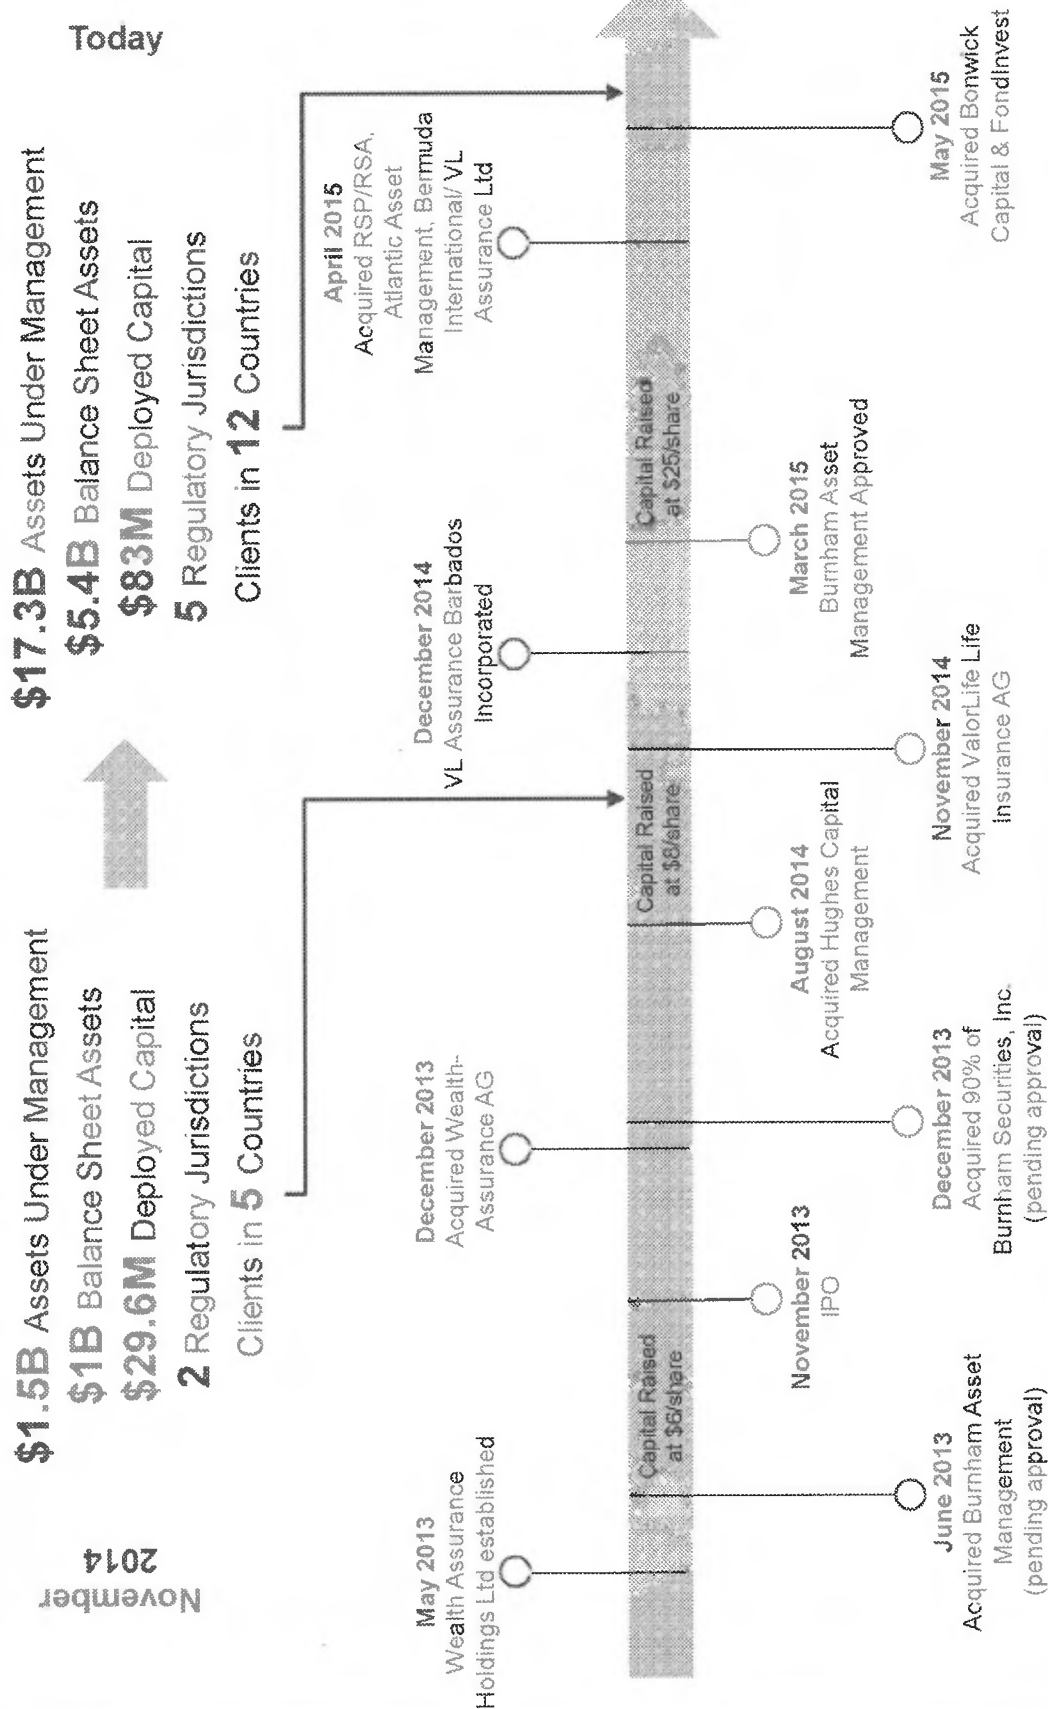 November
2014
$1.5B Assets Under Management
$1B Balance Sheet Assets
$29.6M Deployed Capital
2 Regulatory Jurisdictions
Clients in 5 Countries
Today
$17.3B Assets Under Management
$5.4B Balance Sheet Assets
$83M Deployed Capital
5 Regulatory Jurisdictions
Clients in 12 Countries
May 2013
Wealth Assurance
Holdings Ltd established
December 2013
Acquired Wealth-
Assurance AG
December 2014
VL Assurance Barbados
Incorporated
April 2015
Acquired RSP/RSA,
Atlantic Asset
Management, Bermuda
International/ VL
Assurance Ltd
Capital Raised
at $6/share
Capital Raised
at $8/share
Capital Raised
at $25/share
June 2013
Acquired Burnham Asset
Management
(pending approval)
November 2013
IPO
December 2013
Acquired 90% of
Burnham Securities, Inc.
(pending approval)
August 2014
Acquired Hughes Capital
Management
November 2014
Acquired ValorLife Life
Insurance AG
March 2015
Burnham Asset
Management Approved
May 2015
Acquired Bonwick
Capital & FondInvest